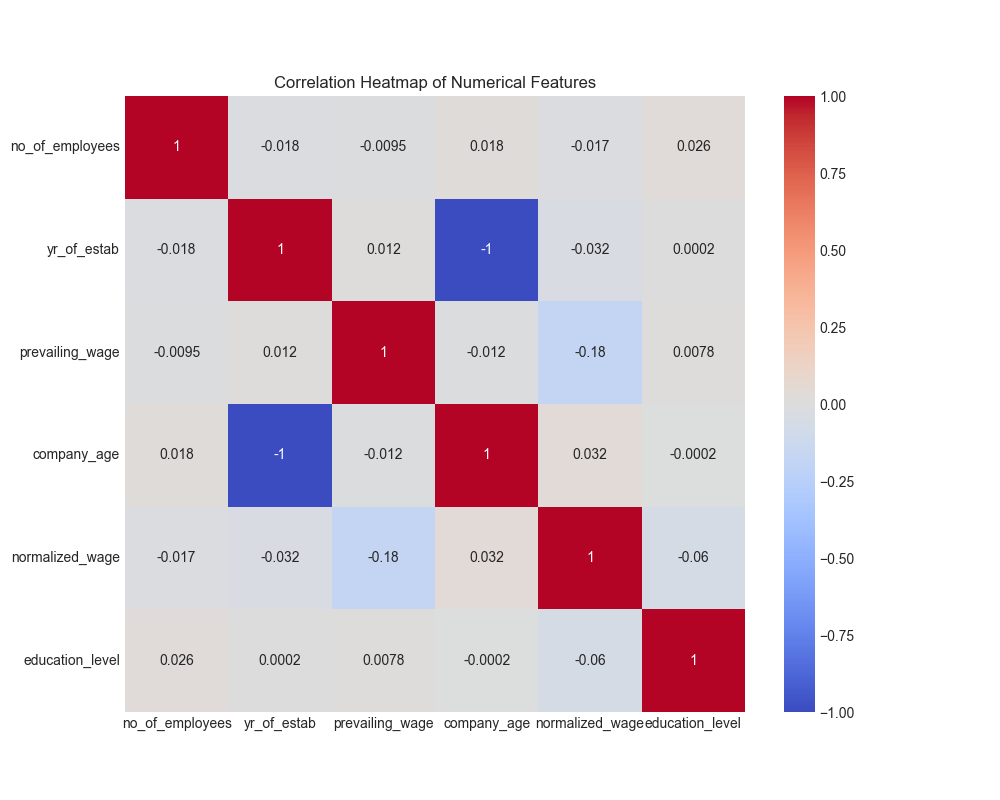 Correlation Heatmap of Numerical Features
no_of_employees 1 -0.018 -0.0095 0.018 -0.017 0.026
yr_of_estab -0.018 1 0.012 -1 -0.032 0.0002
prevailing_wage -0.0095 0.012 1 -0.012 -0.18 0.0078
company_age 0.018 -1 -0.012 1 0.032 -0.0002
normalized_wage -0.017 -0.032 -0.18 0.032 1 -0.06
education_level 0.026 0.0002 0.0078 -0.0002 -0.06 1
no_of_employees yr_of_estab prevailing_wage company_age normalized_wage education_level
1.00
0.75
0.50
0.25
0.00
−0.25
−0.50
−0.75
−1.00